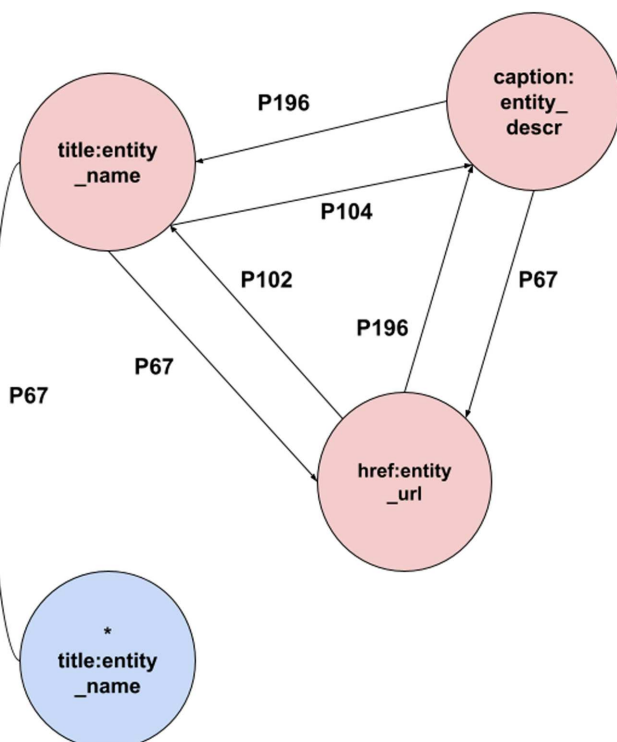 caption:
entity_
descr
P196
title:entity
_name
P104
P102
P67
P196
P67
P67
href:entity
_url
*
title:entity
_name